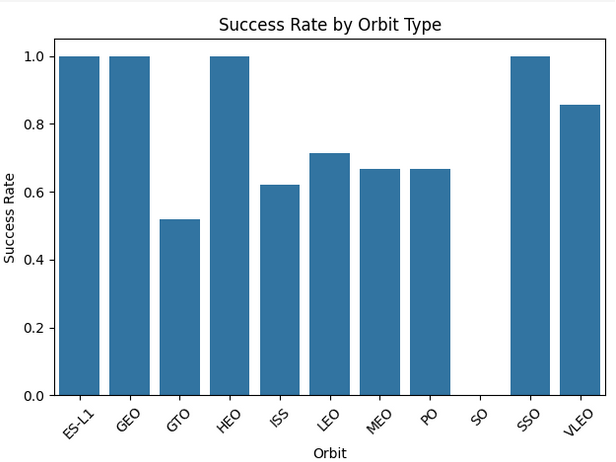 Success Rate by Orbit Type
Success Rate
1.0
0.8
0.6
0.4
0.2
0.0
ES-L1
GEO
GTO
HEO
ISS
LEO
MEO
PO
SO
SSO
VLEO
Orbit